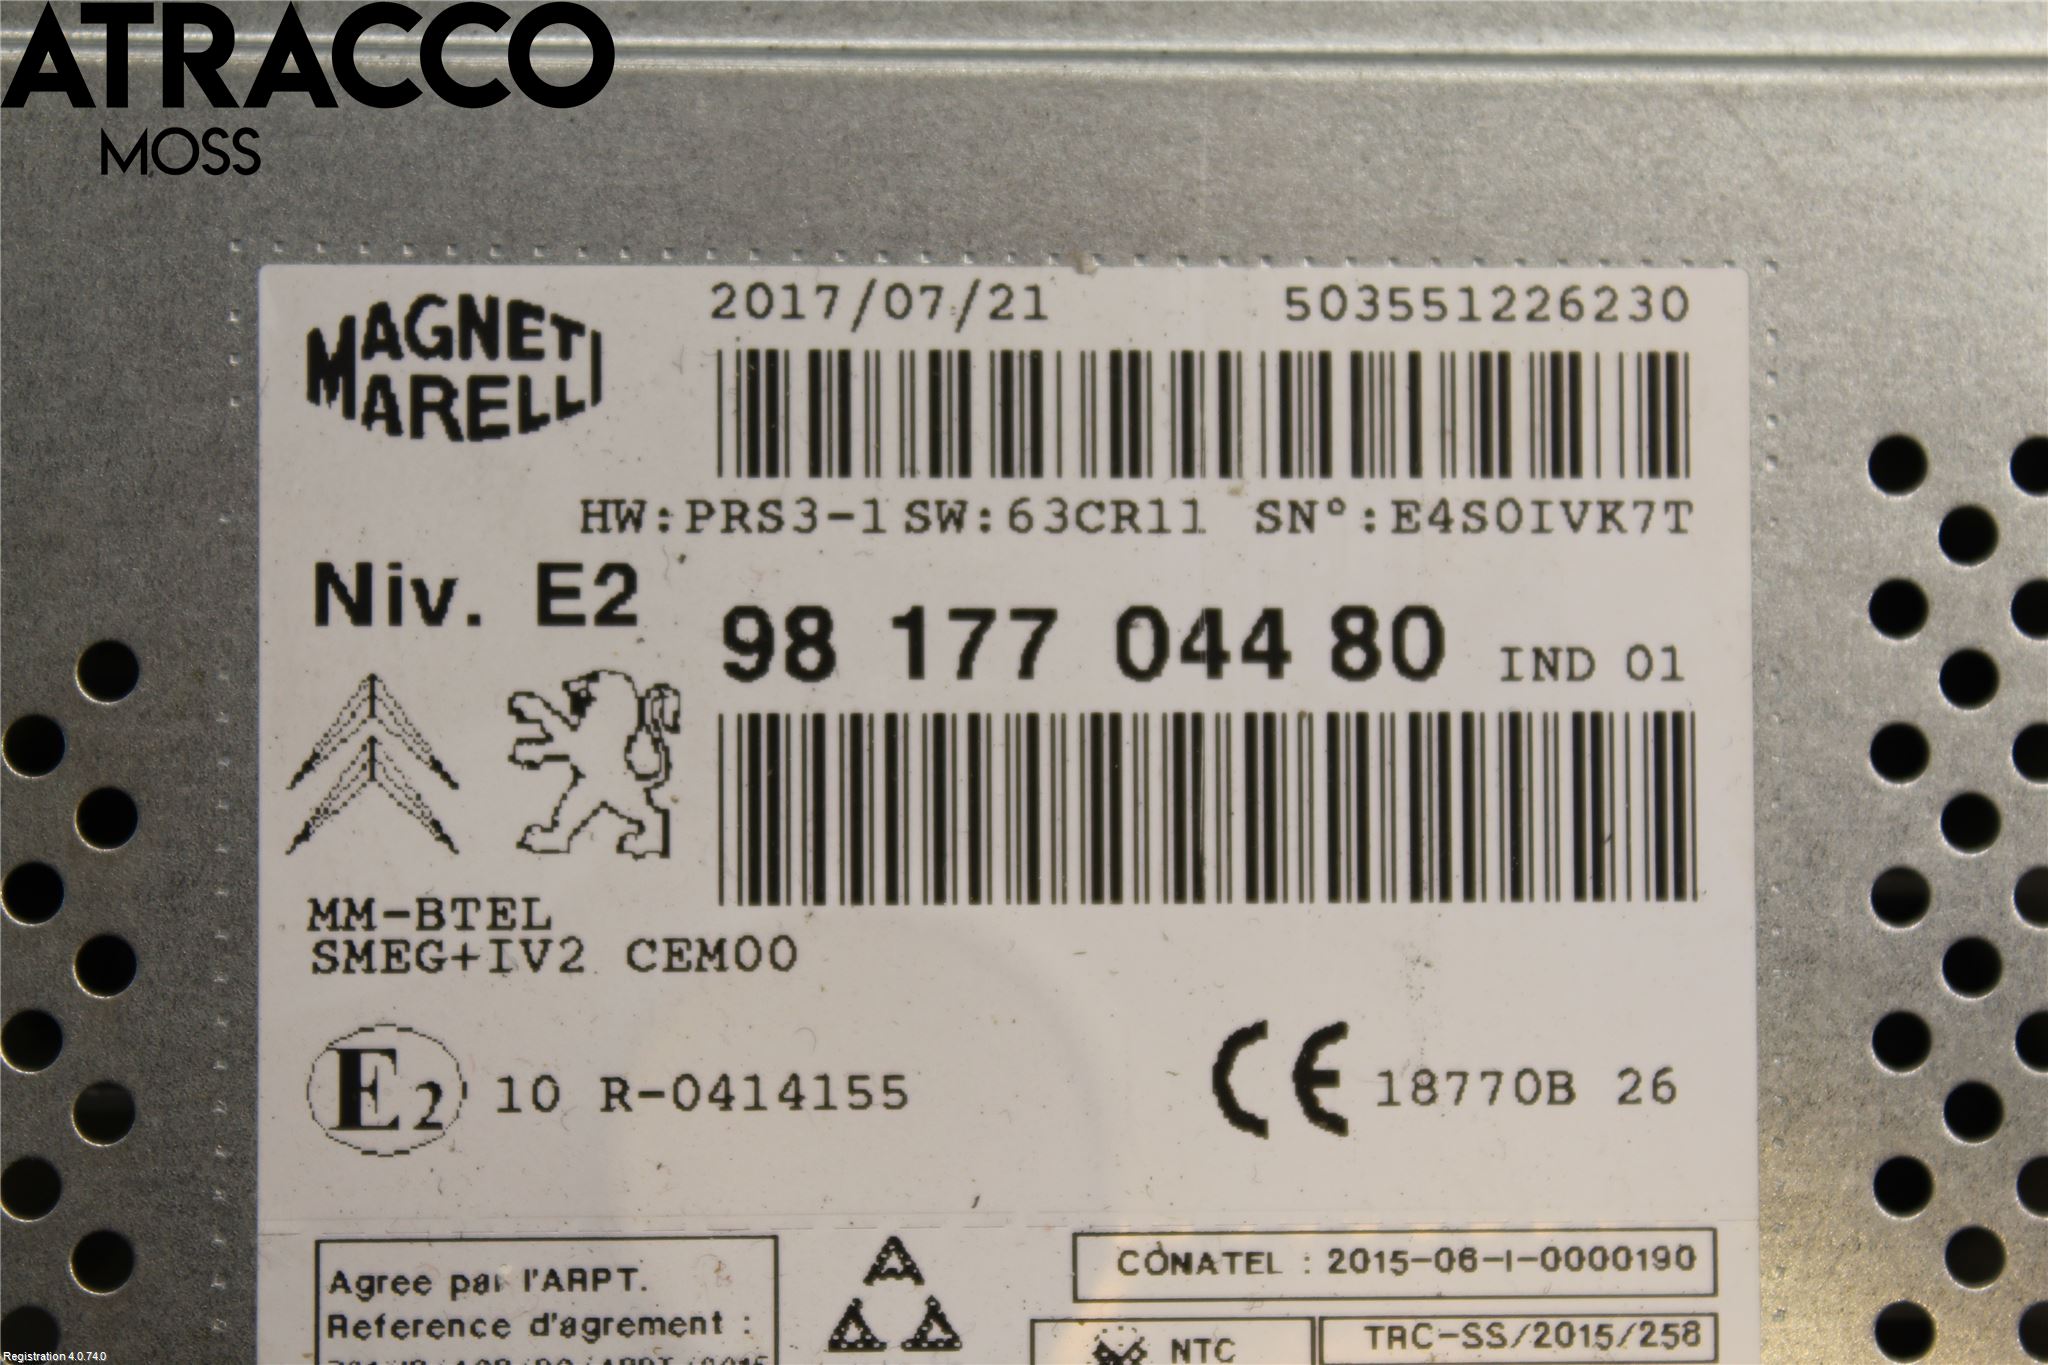 ATRACCO
MOSS
MAGNETI
MARELLI
2017/07/21 503551226230
HW:PRS3-1 SW:63CR11 SN°:E4S0IVK7T
Niv. E2
98 177 044 80 IND 01
MM-BTEL
SMEG+IV2 CEM00
E2 10 R-0414155
CE 18770B 26
Agree par l'ARPT.
Reference d'agrement :
CONATEL : 2015-06-I-0000190
NTC
TRC-SS/2015/258
Registration 4.0.74.0